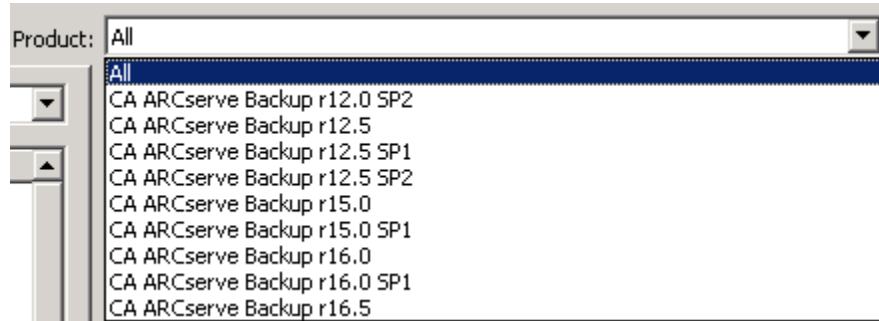 Product: All
All
CA ARCserve Backup r12.0 SP2
CA ARCserve Backup r12.5
CA ARCserve Backup r12.5 SP1
CA ARCserve Backup r12.5 SP2
CA ARCserve Backup r15.0
CA ARCserve Backup r15.0 SP1
CA ARCserve Backup r16.0
CA ARCserve Backup r16.0 SP1
CA ARCserve Backup r16.5